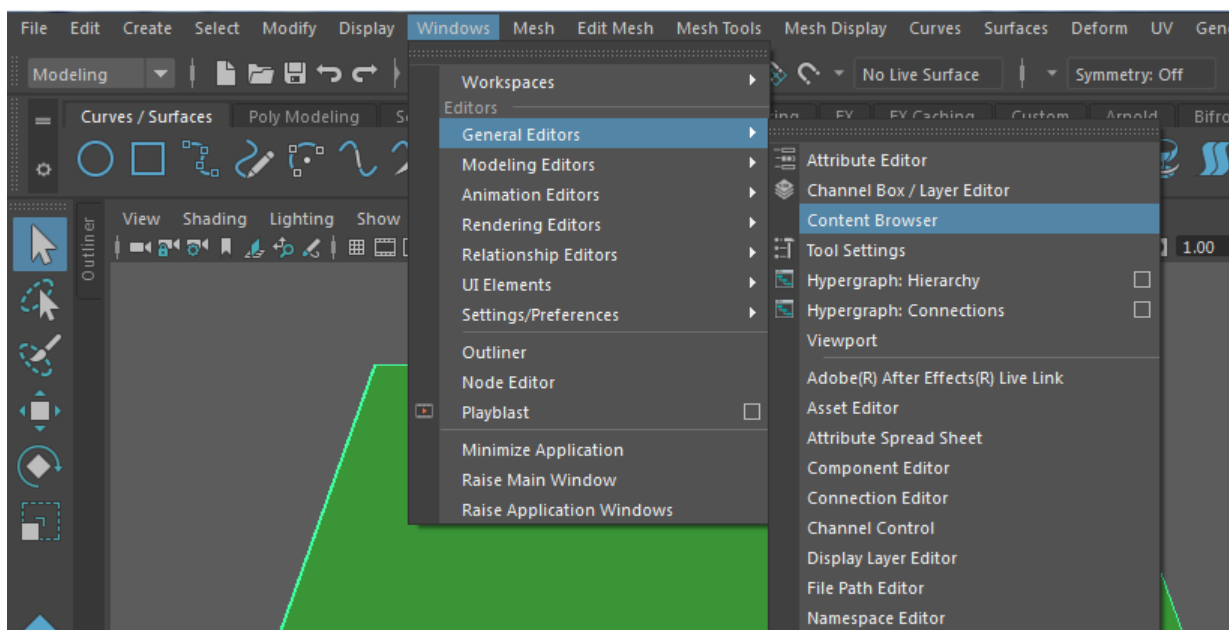 File Edit Create Select Modify Display Windows Mesh Edit Mesh Mesh Tools Mesh Display Curves Surfaces Deform UV
Modeling No Live Surface Symmetry: Off
Curves / Surfaces Poly Modeling FX FX Caching Custom Arnold
View Shading Lighting Show 1.00
Outliner
Workspaces
Editors
General Editors
Modeling Editors
Animation Editors
Rendering Editors
Relationship Editors
UI Elements
Settings/Preferences
Outliner
Node Editor
Playblast
Minimize Application
Raise Main Window
Raise Application Windows
Attribute Editor
Channel Box / Layer Editor
Content Browser
Tool Settings
Hypergraph: Hierarchy
Hypergraph: Connections
Viewport
Adobe(R) After Effects(R) Live Link
Asset Editor
Attribute Spread Sheet
Component Editor
Connection Editor
Channel Control
Display Layer Editor
File Path Editor
Namespace Editor